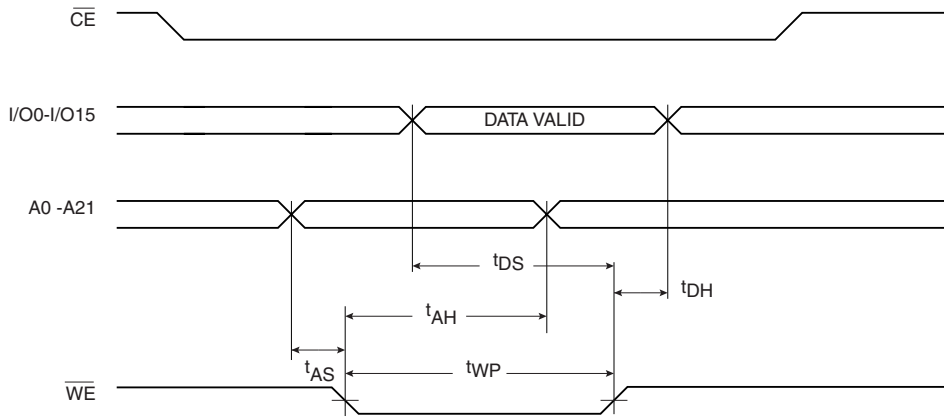 CE
I/O0-I/O15
DATA VALID
A0 -A21
tDS
tDH
tAH
tAS
tWP
WE